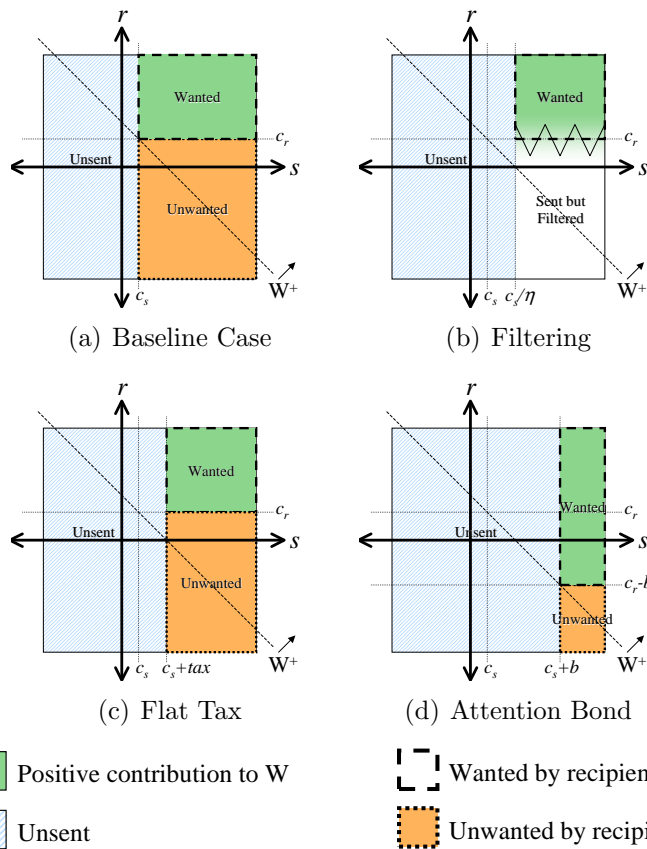 r
r
Wanted
Wanted
c_r
c_r
Unsent
Unsent
s
s
Unwanted
Sent but
Filtered
c_s
W⁺
c_s
c_s/η
W⁺
(a) Baseline Case
(b) Filtering
r
r
Wanted
Wanted
c_r
c_r
Unsent
Unsent
s
s
Unwanted
c_r-b
Unwanted
c_s
c_s+tax
W⁺
c_s
c_s+b
W⁺
(c) Flat Tax
(d) Attention Bond
Positive contribution to W
Wanted by recipien
Unsent
Unwanted by recipi